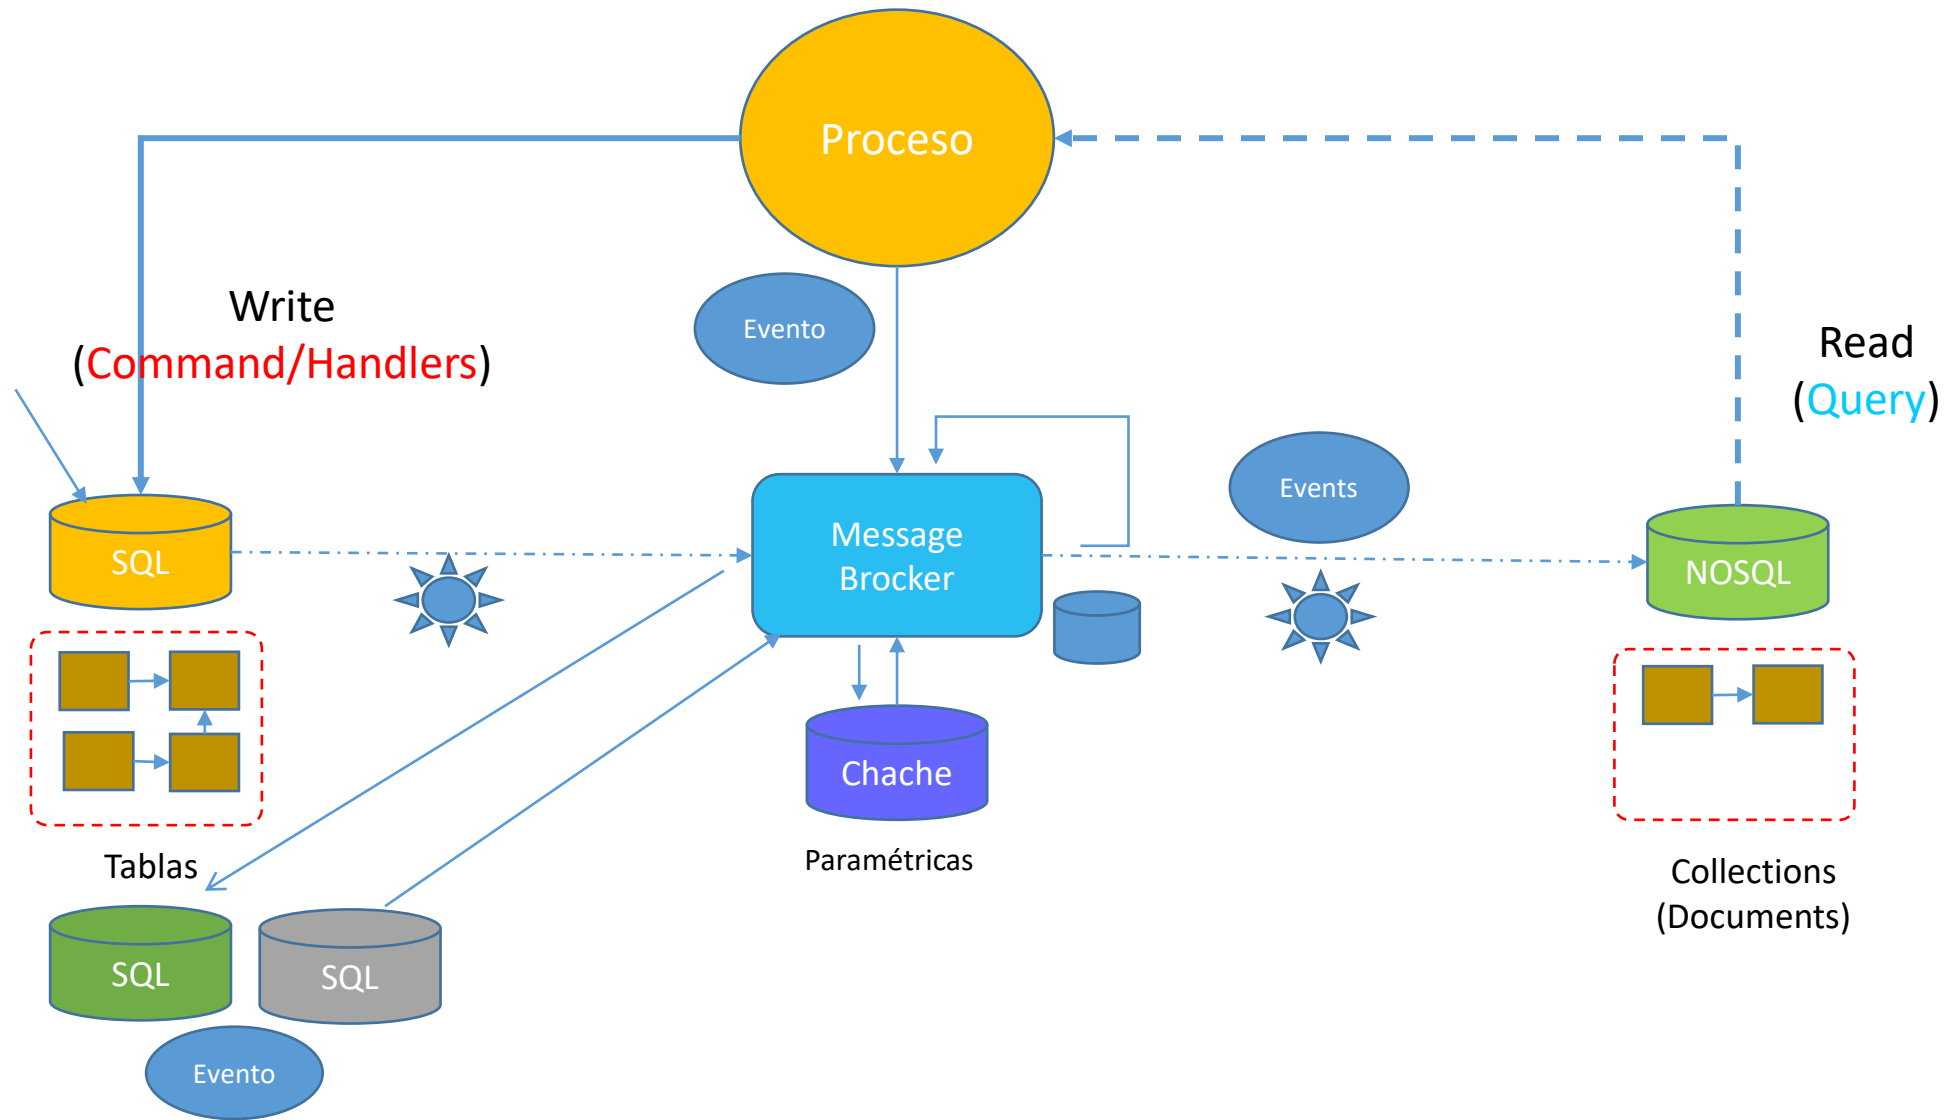 Proceso
Write
(Command/Handlers)
Evento
Read
(Query)
Events
SQL
Message
Brocker
NOSQL
Chache
Tablas
Paramétricas
Collections
(Documents)
SQL
SQL
Evento